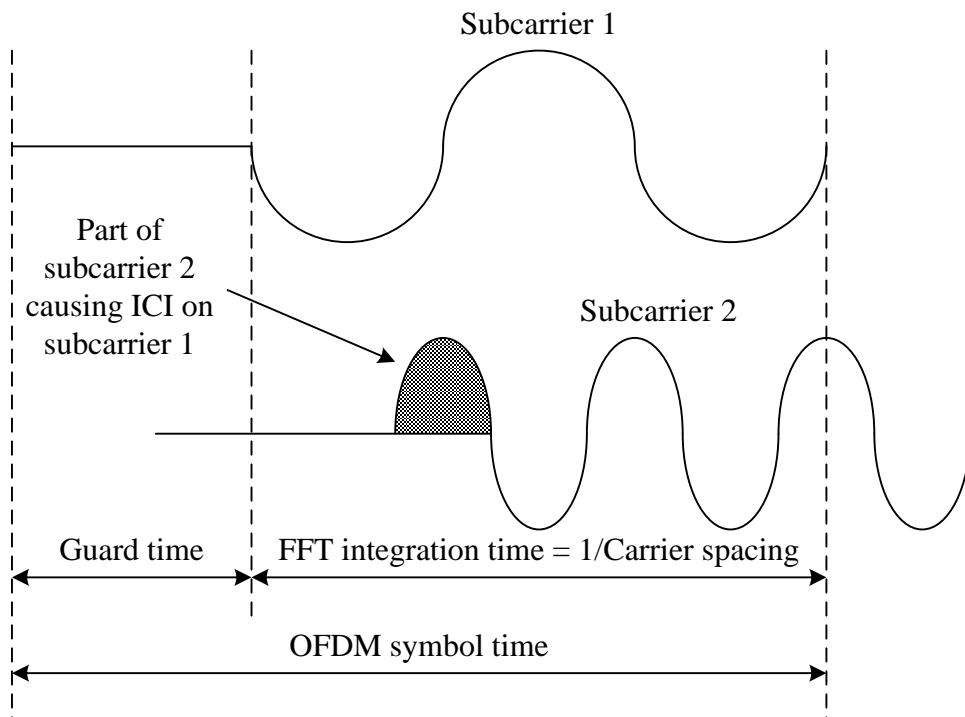 Subcarrier 1
Part of
subcarrier 2
causing ICI on
subcarrier 1
Subcarrier 2
Guard time
FFT integration time = 1/Carrier spacing
OFDM symbol time